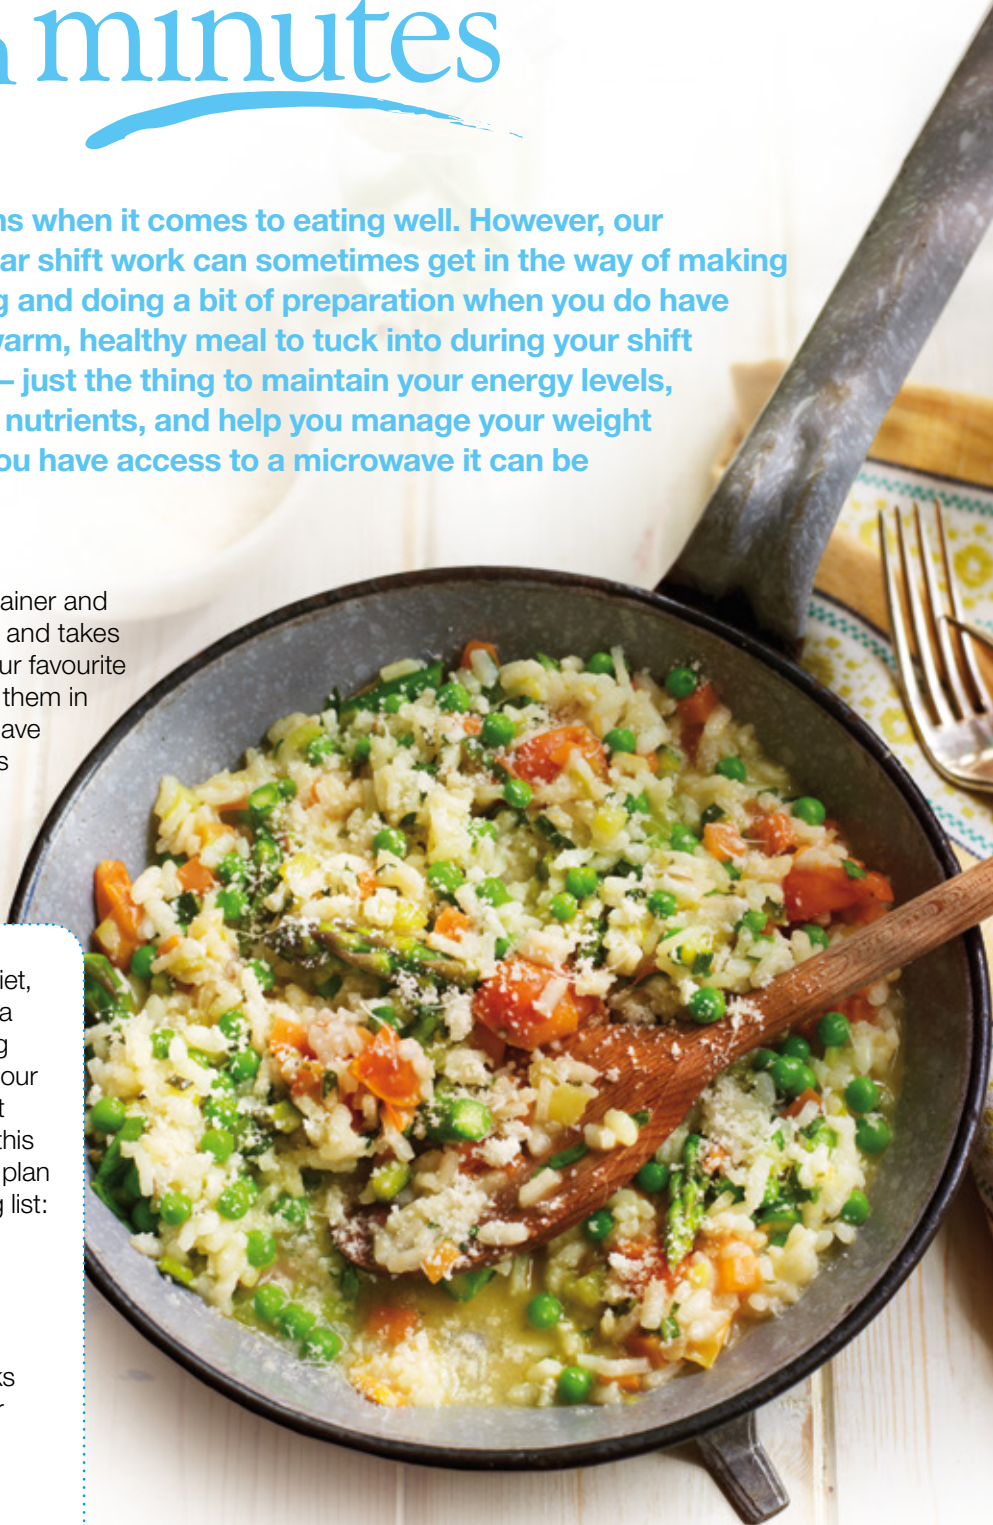 minutes
ns when it comes to eating well. However, our
ar shift work can sometimes get in the way of making
g and doing a bit of preparation when you do have
varm, healthy meal to tuck into during your shift
– just the thing to maintain your energy levels,
nutrients, and help you manage your weight
ou have access to a microwave it can be
ainer and
and takes
ur favourite
them in
ave
s
iet,
a
g
our
t
this
plan
g list:
ks
r